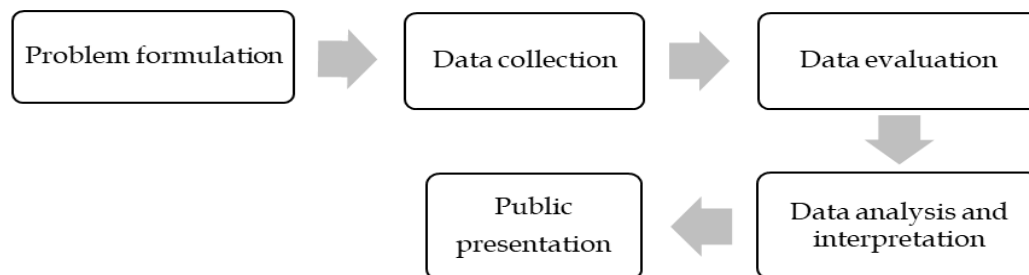 Problem formulation
Data collection
Data evaluation
Data analysis and
interpretation
Public
presentation